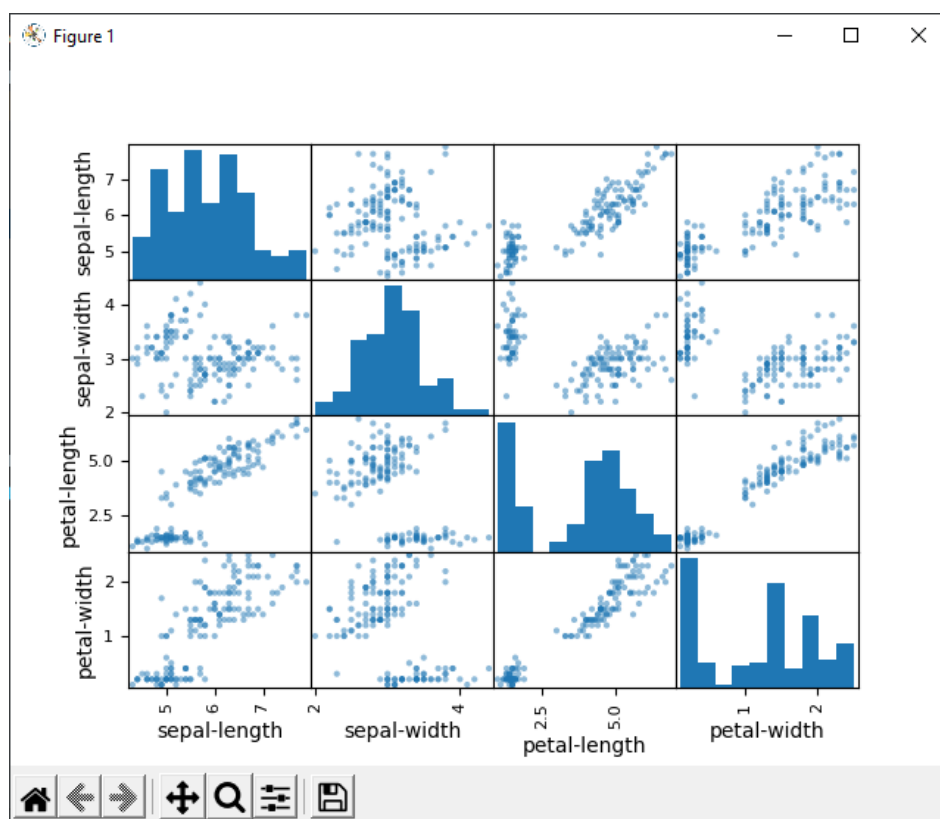 Figure 1
sepal-length
7
6
5
sepal-width
4
3
2
petal-length
5.0
2.5
petal-width
2
1
5 6 7 2 4 2.5 5.0 1 2
sepal-length sepal-width petal-length petal-width